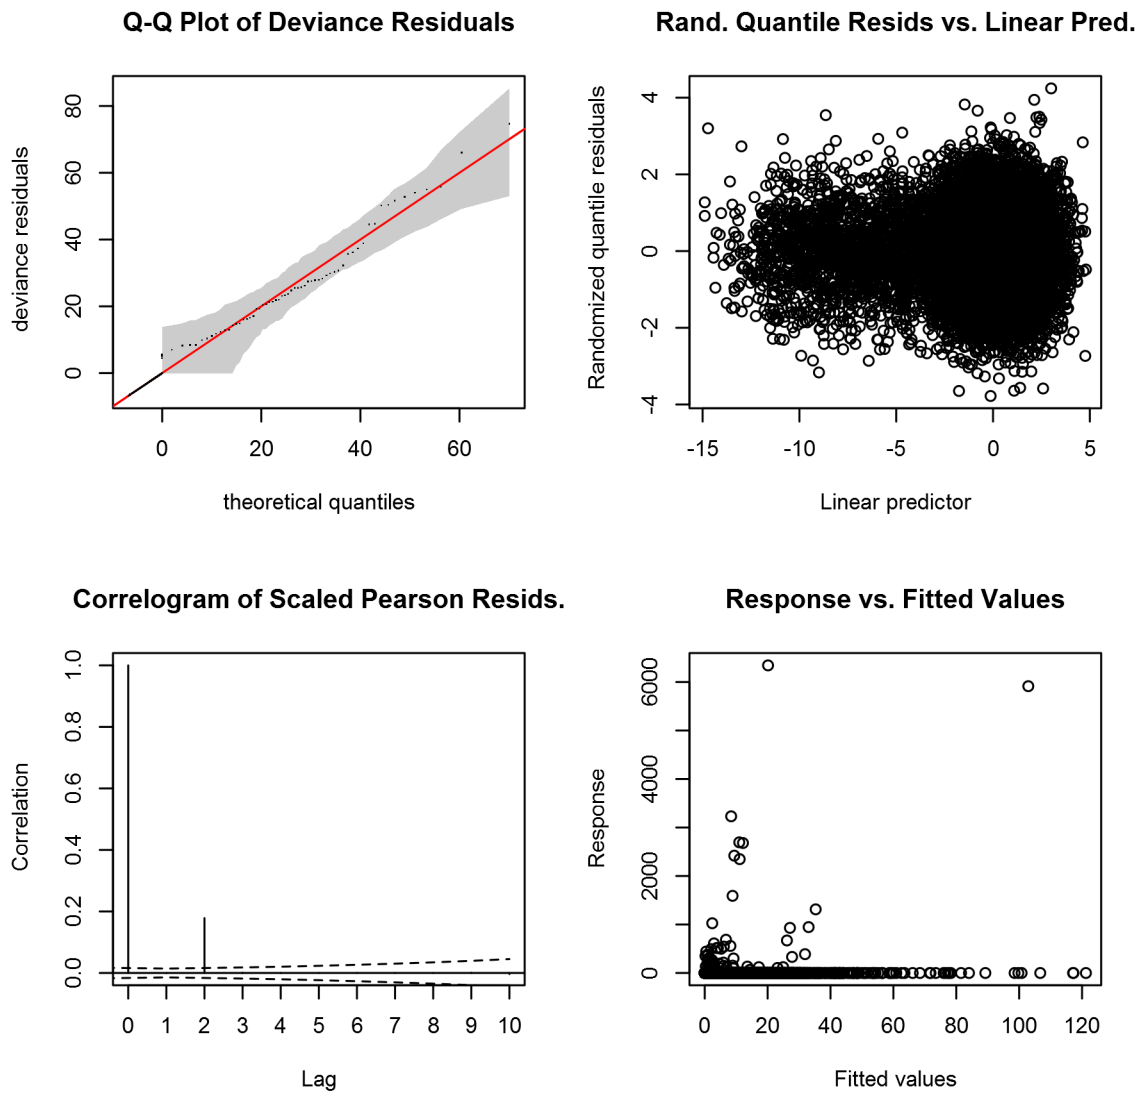 Q-Q Plot of Deviance Residuals
deviance residuals
80
60
40
20
0
0 20 40 60
theoretical quantiles
Rand. Quantile Resids vs. Linear Pred.
Randomized quantile residuals
4
2
0
-2
-4
-15 -10 -5 0 5
Linear predictor
Correlogram of Scaled Pearson Resids.
Correlation
1.0
0.8
0.6
0.4
0.2
0.0
0 1 2 3 4 5 6 7 8 9 10
Lag
Response vs. Fitted Values
Response
6000
4000
2000
0
0 20 40 60 80 100 120
Fitted values